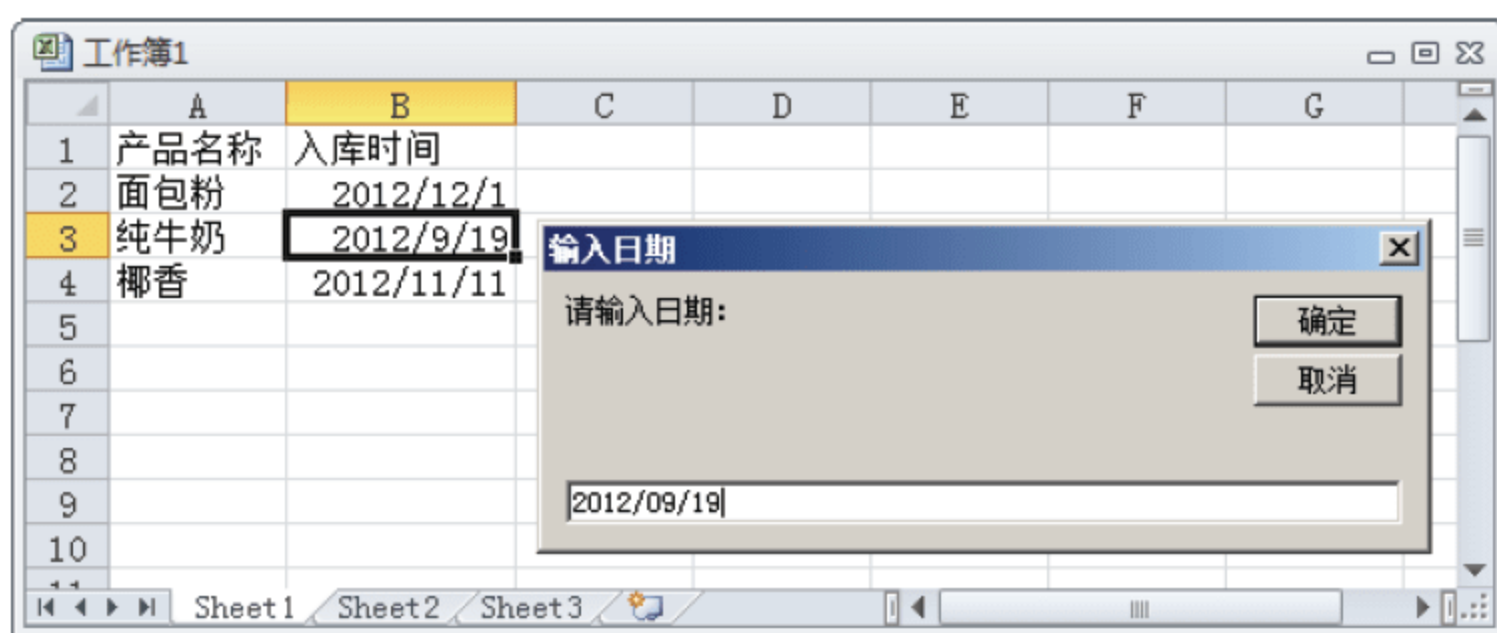 工作簿1
A B C D E F G
1 产品名称 入库时间
2 面包粉 2012/12/1
3 纯牛奶 2012/9/19
4 椰香 2012/11/11
5
6
7
8
9
10
输入日期
请输入日期:
确定
取消
2012/09/19
Sheet1 Sheet2 Sheet3